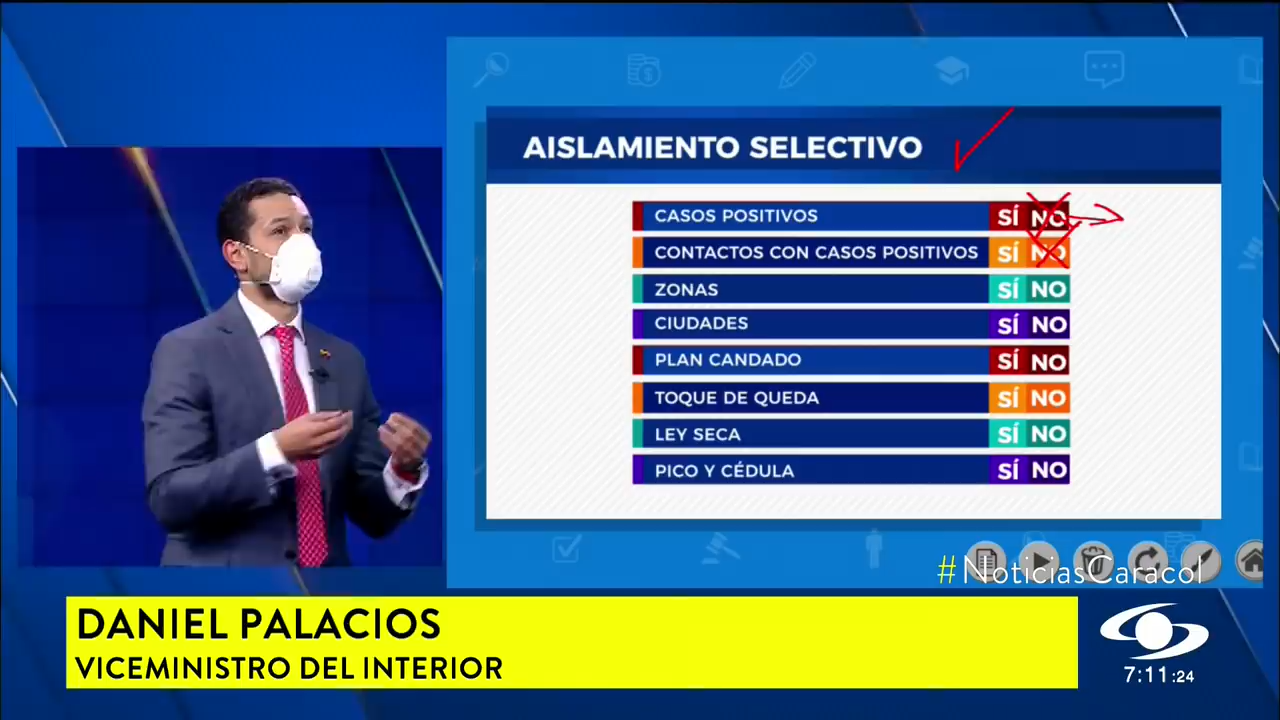 AISLAMIENTO SELECTIVO
CASOS POSITIVOS SÍ NO
CONTACTOS CON CASOS POSITIVOS SÍ NO
ZONAS SÍ NO
CIUDADES SÍ NO
PLAN CANDADO SÍ NO
TOQUE DE QUEDA SÍ NO
LEY SECA SÍ NO
PICO Y CÉDULA SÍ NO
#NoticiasCaracol
DANIEL PALACIOS
VICEMINISTRO DEL INTERIOR
7:11:24